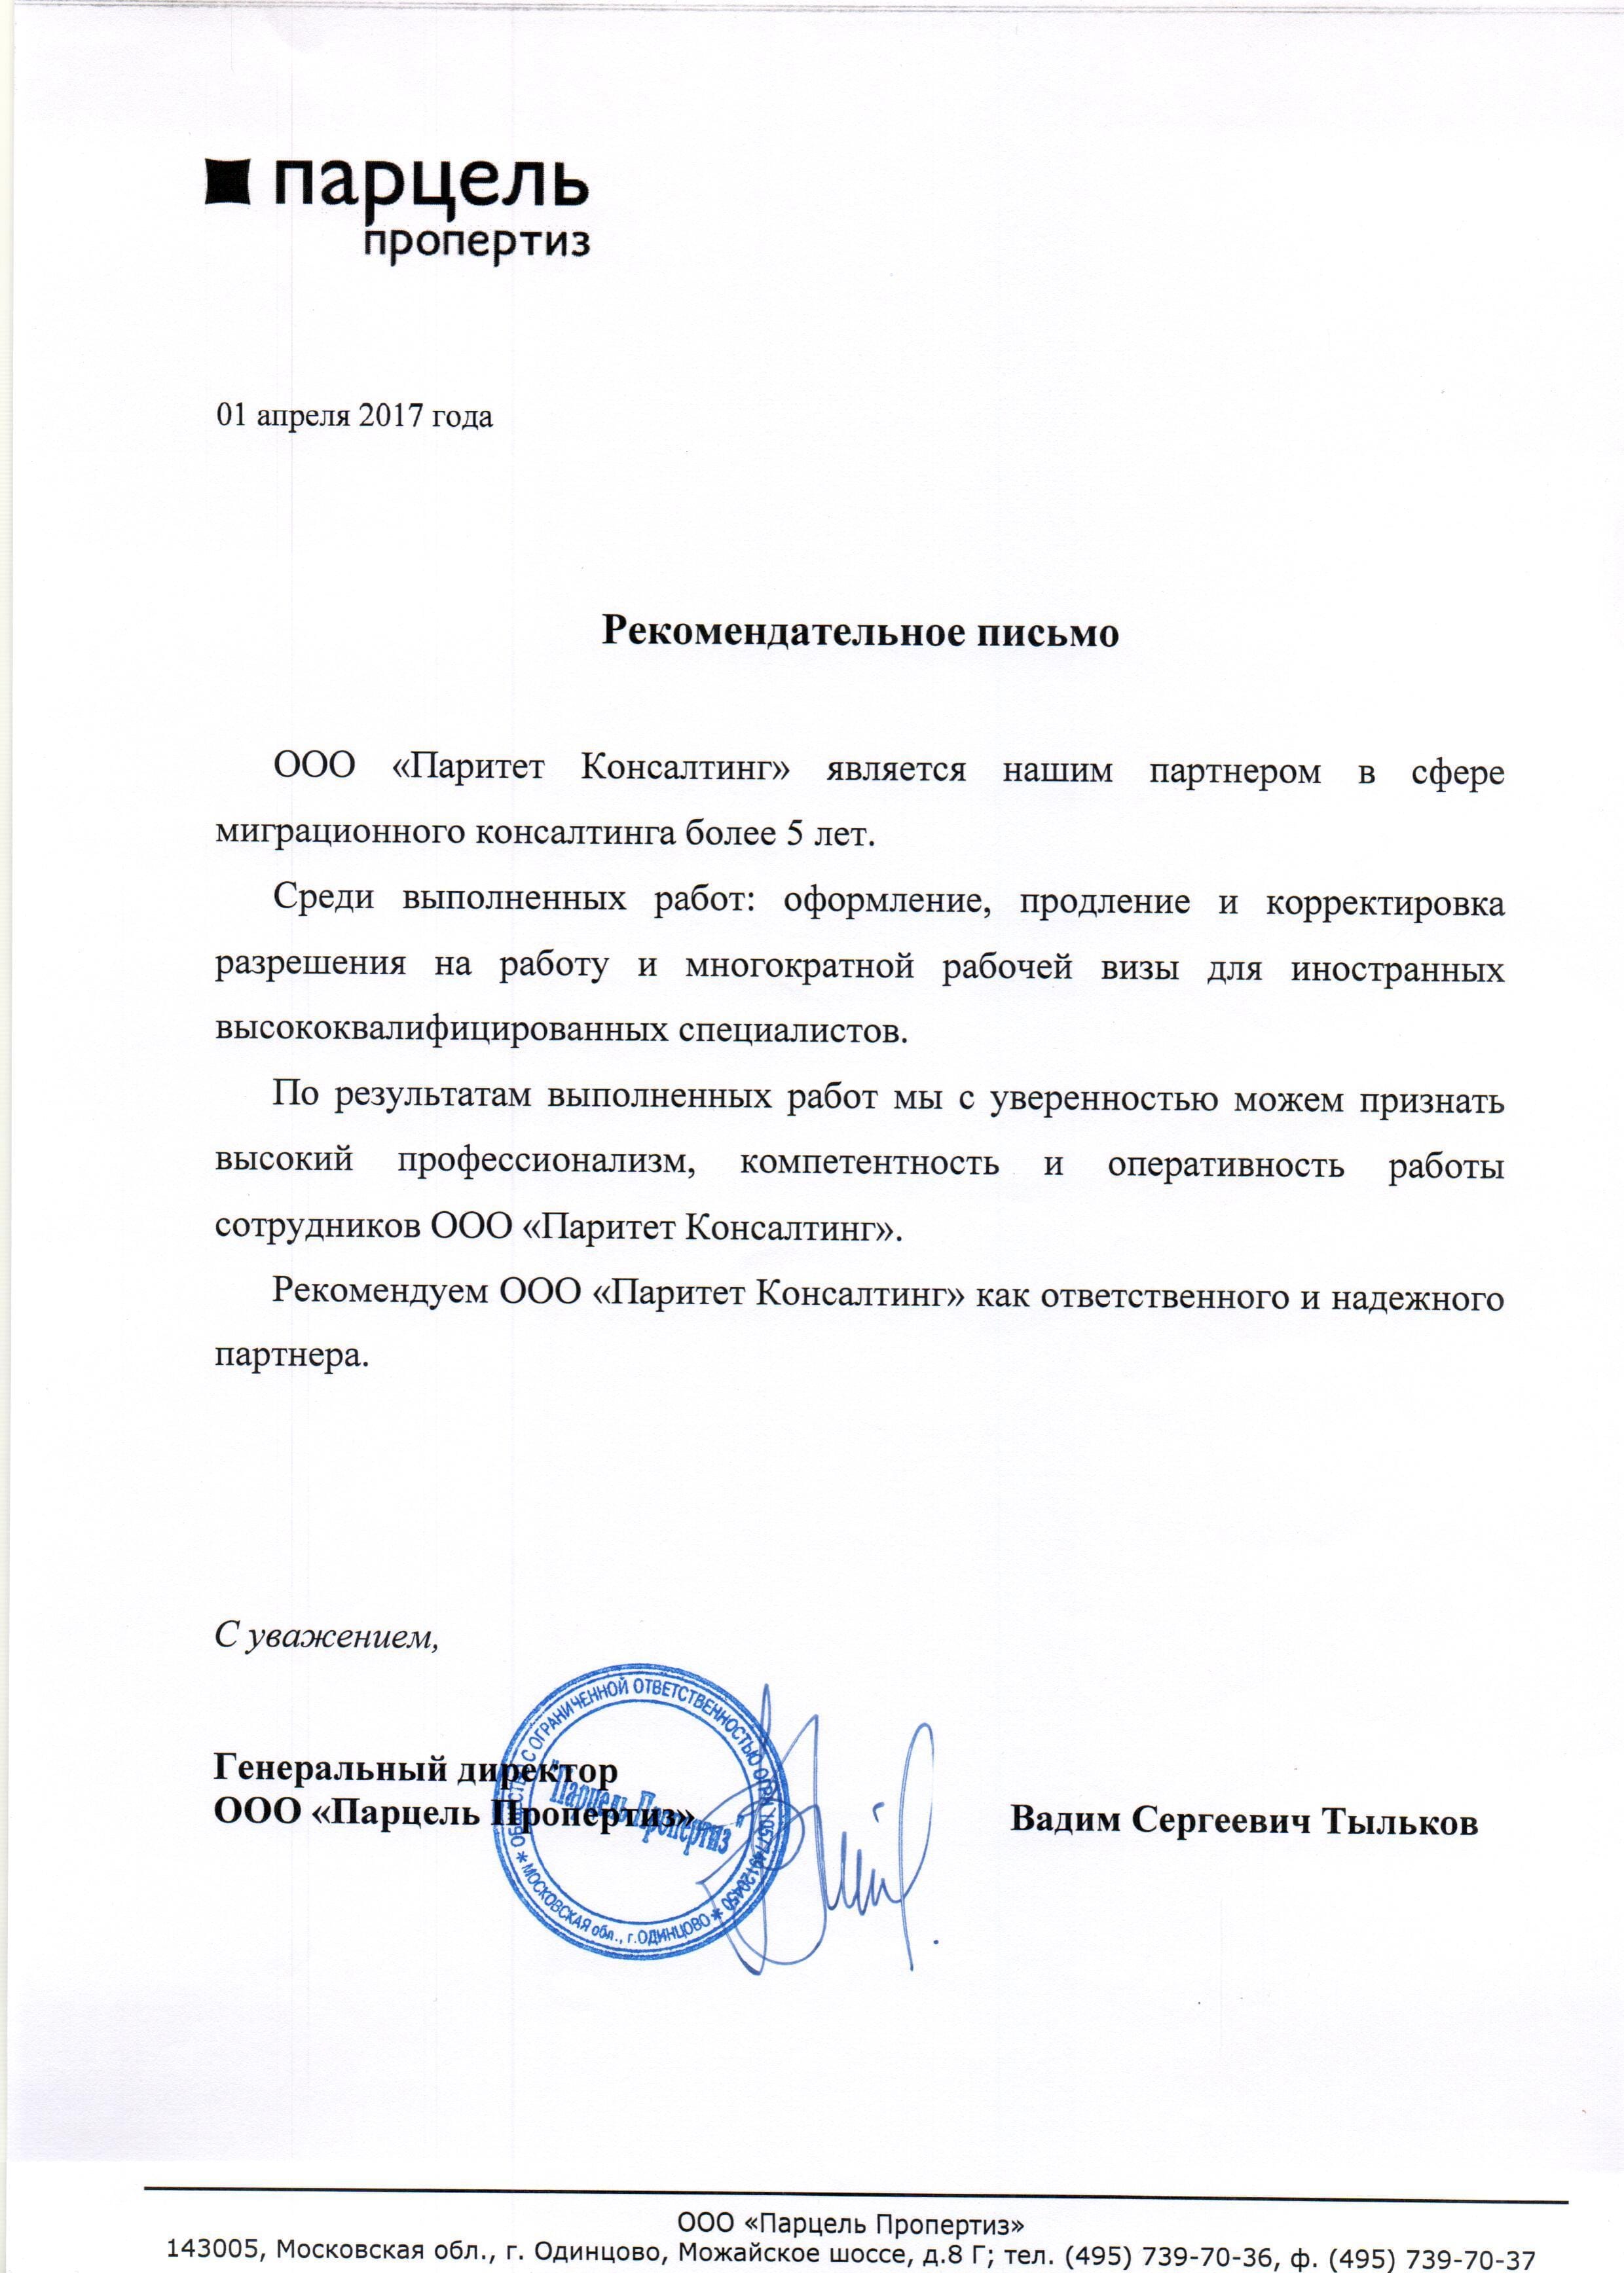 парцель
пропертиз
01 апреля 2017 года
Рекомендательное письмо
ООО «Паритет Консалтинг» является нашим партнером в сфере
миграционного консалтинга более 5 лет.
Среди выполненных работ: оформление, продление и корректировка
разрешения на работу и многократной рабочей визы для иностранных
высококвалифицированных специалистов.
По результатам выполненных работ мы с уверенностью можем признать
высокий профессионализм, компетентность и оперативность работы
сотрудников ООО «Паритет Консалтинг».
Рекомендуем ООО «Паритет Консалтинг» как ответственного и надежного
партнера.
С уважением,
Генеральный директор
ООО «Парцель Пропертиз»
Вадим Сергеевич Тыльков
ОБЩЕСТВО С ОГРАНИЧЕННОЙ ОТВЕТСТВЕННОСТЬЮ ОГРН 1057749120450
* МОСКОВСКАЯ обл., г.ОДИНЦОВО *
"Парцель Пропертиз"
ООО «Парцель Пропертиз»
143005, Московская обл., г. Одинцово, Можайское шоссе, д.8 Г; тел. (495) 739-70-36, ф. (495) 739-70-37